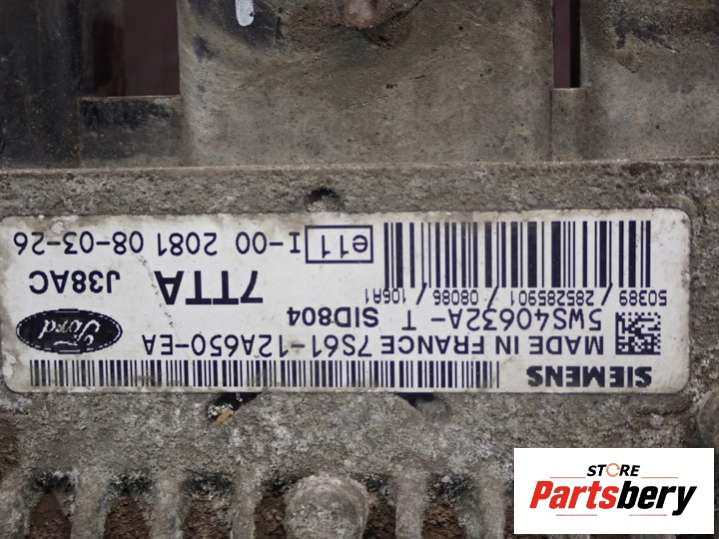 SIEMENS
MADE IN FRANCE 7S61-12A650-EA
Ford
5WS40632A-T SID804
50389 / 285285901 / 08086 / 106A1
7TTA J38AC
e11 I-00 2081 08-03-26
STORE
Partsbery